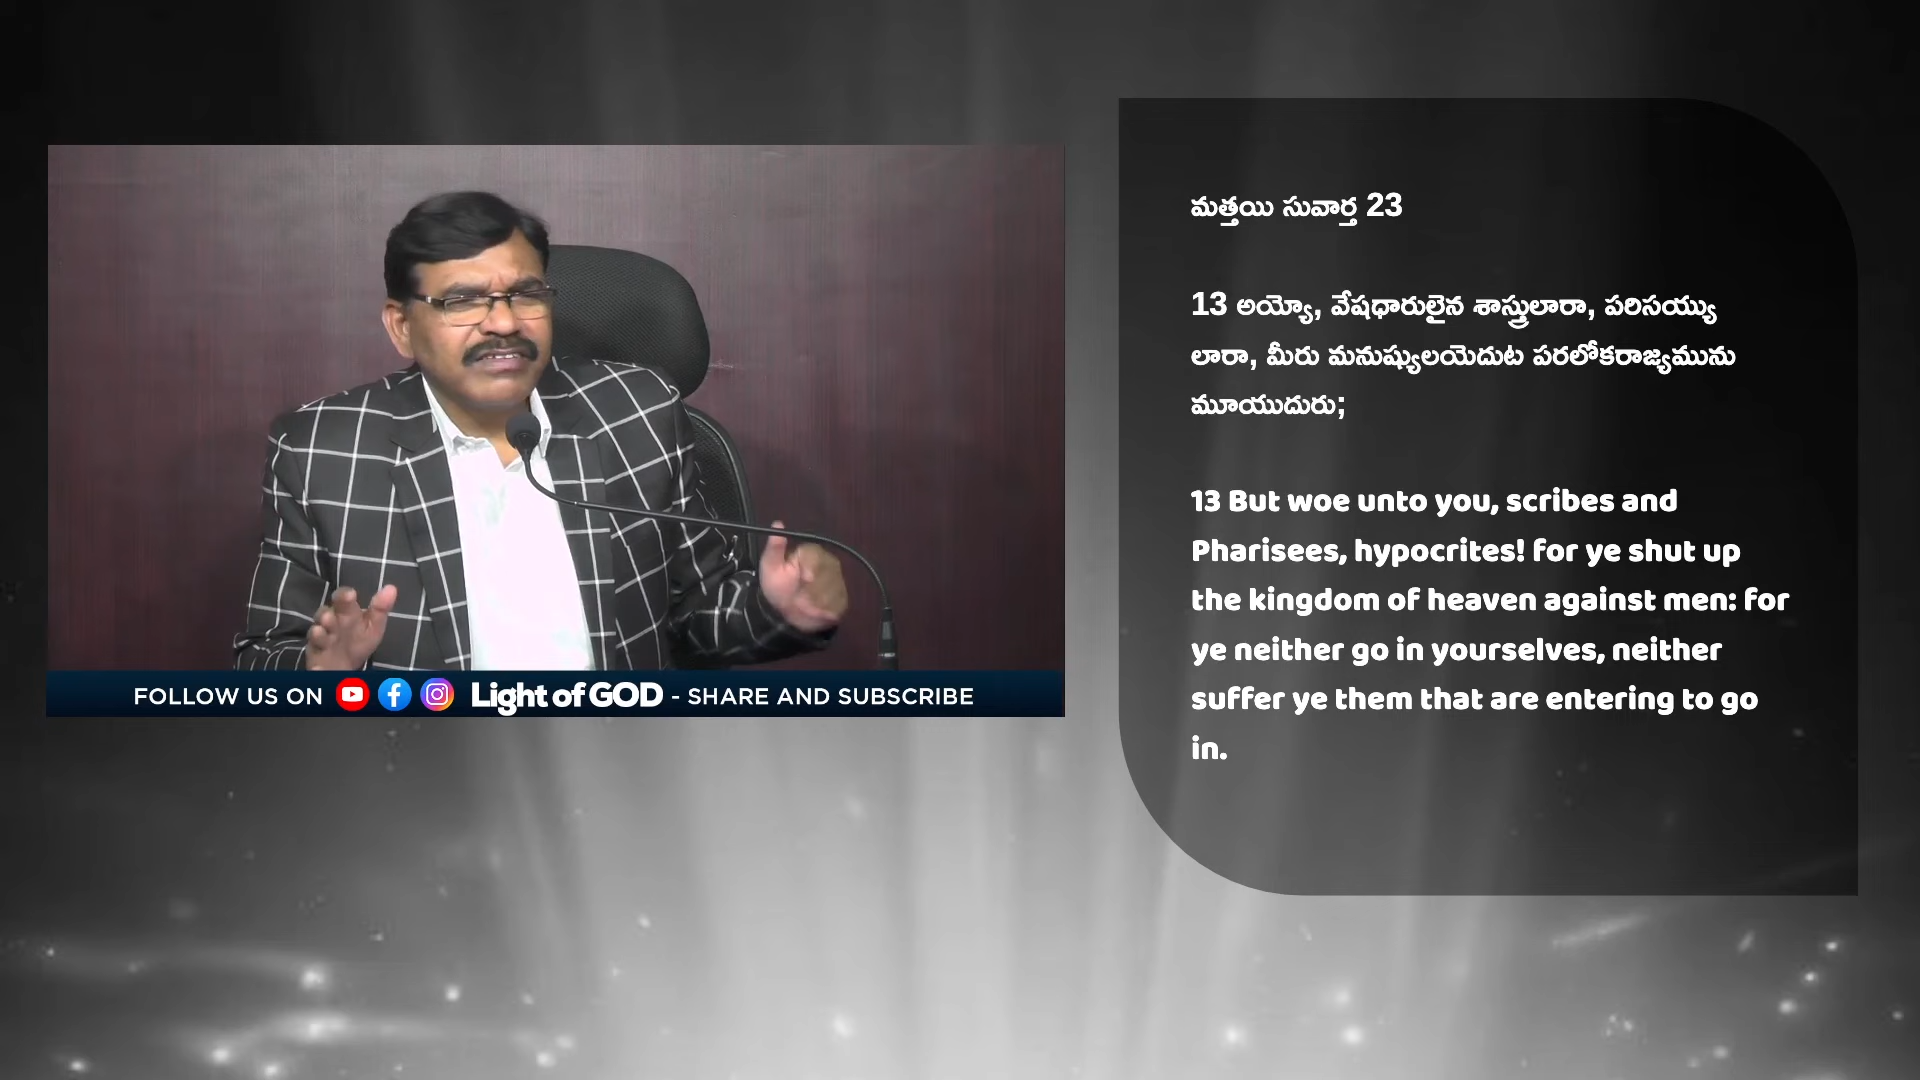 మత్తయి సువార్త 23
13 అయ్యో, వేషధారులైన శాస్త్రులారా, పరిసయ్యు
లారా, మీరు మనుష్యులయెదుట పరలోకరాజ్యమును
మూయుదురు;
13 But woe unto you, scribes and
Pharisees, hypocrites! for ye shut up
the kingdom of heaven against men: for
ye neither go in yourselves, neither
suffer ye them that are entering to go
in.
FOLLOW US ON Light of GOD - SHARE AND SUBSCRIBE